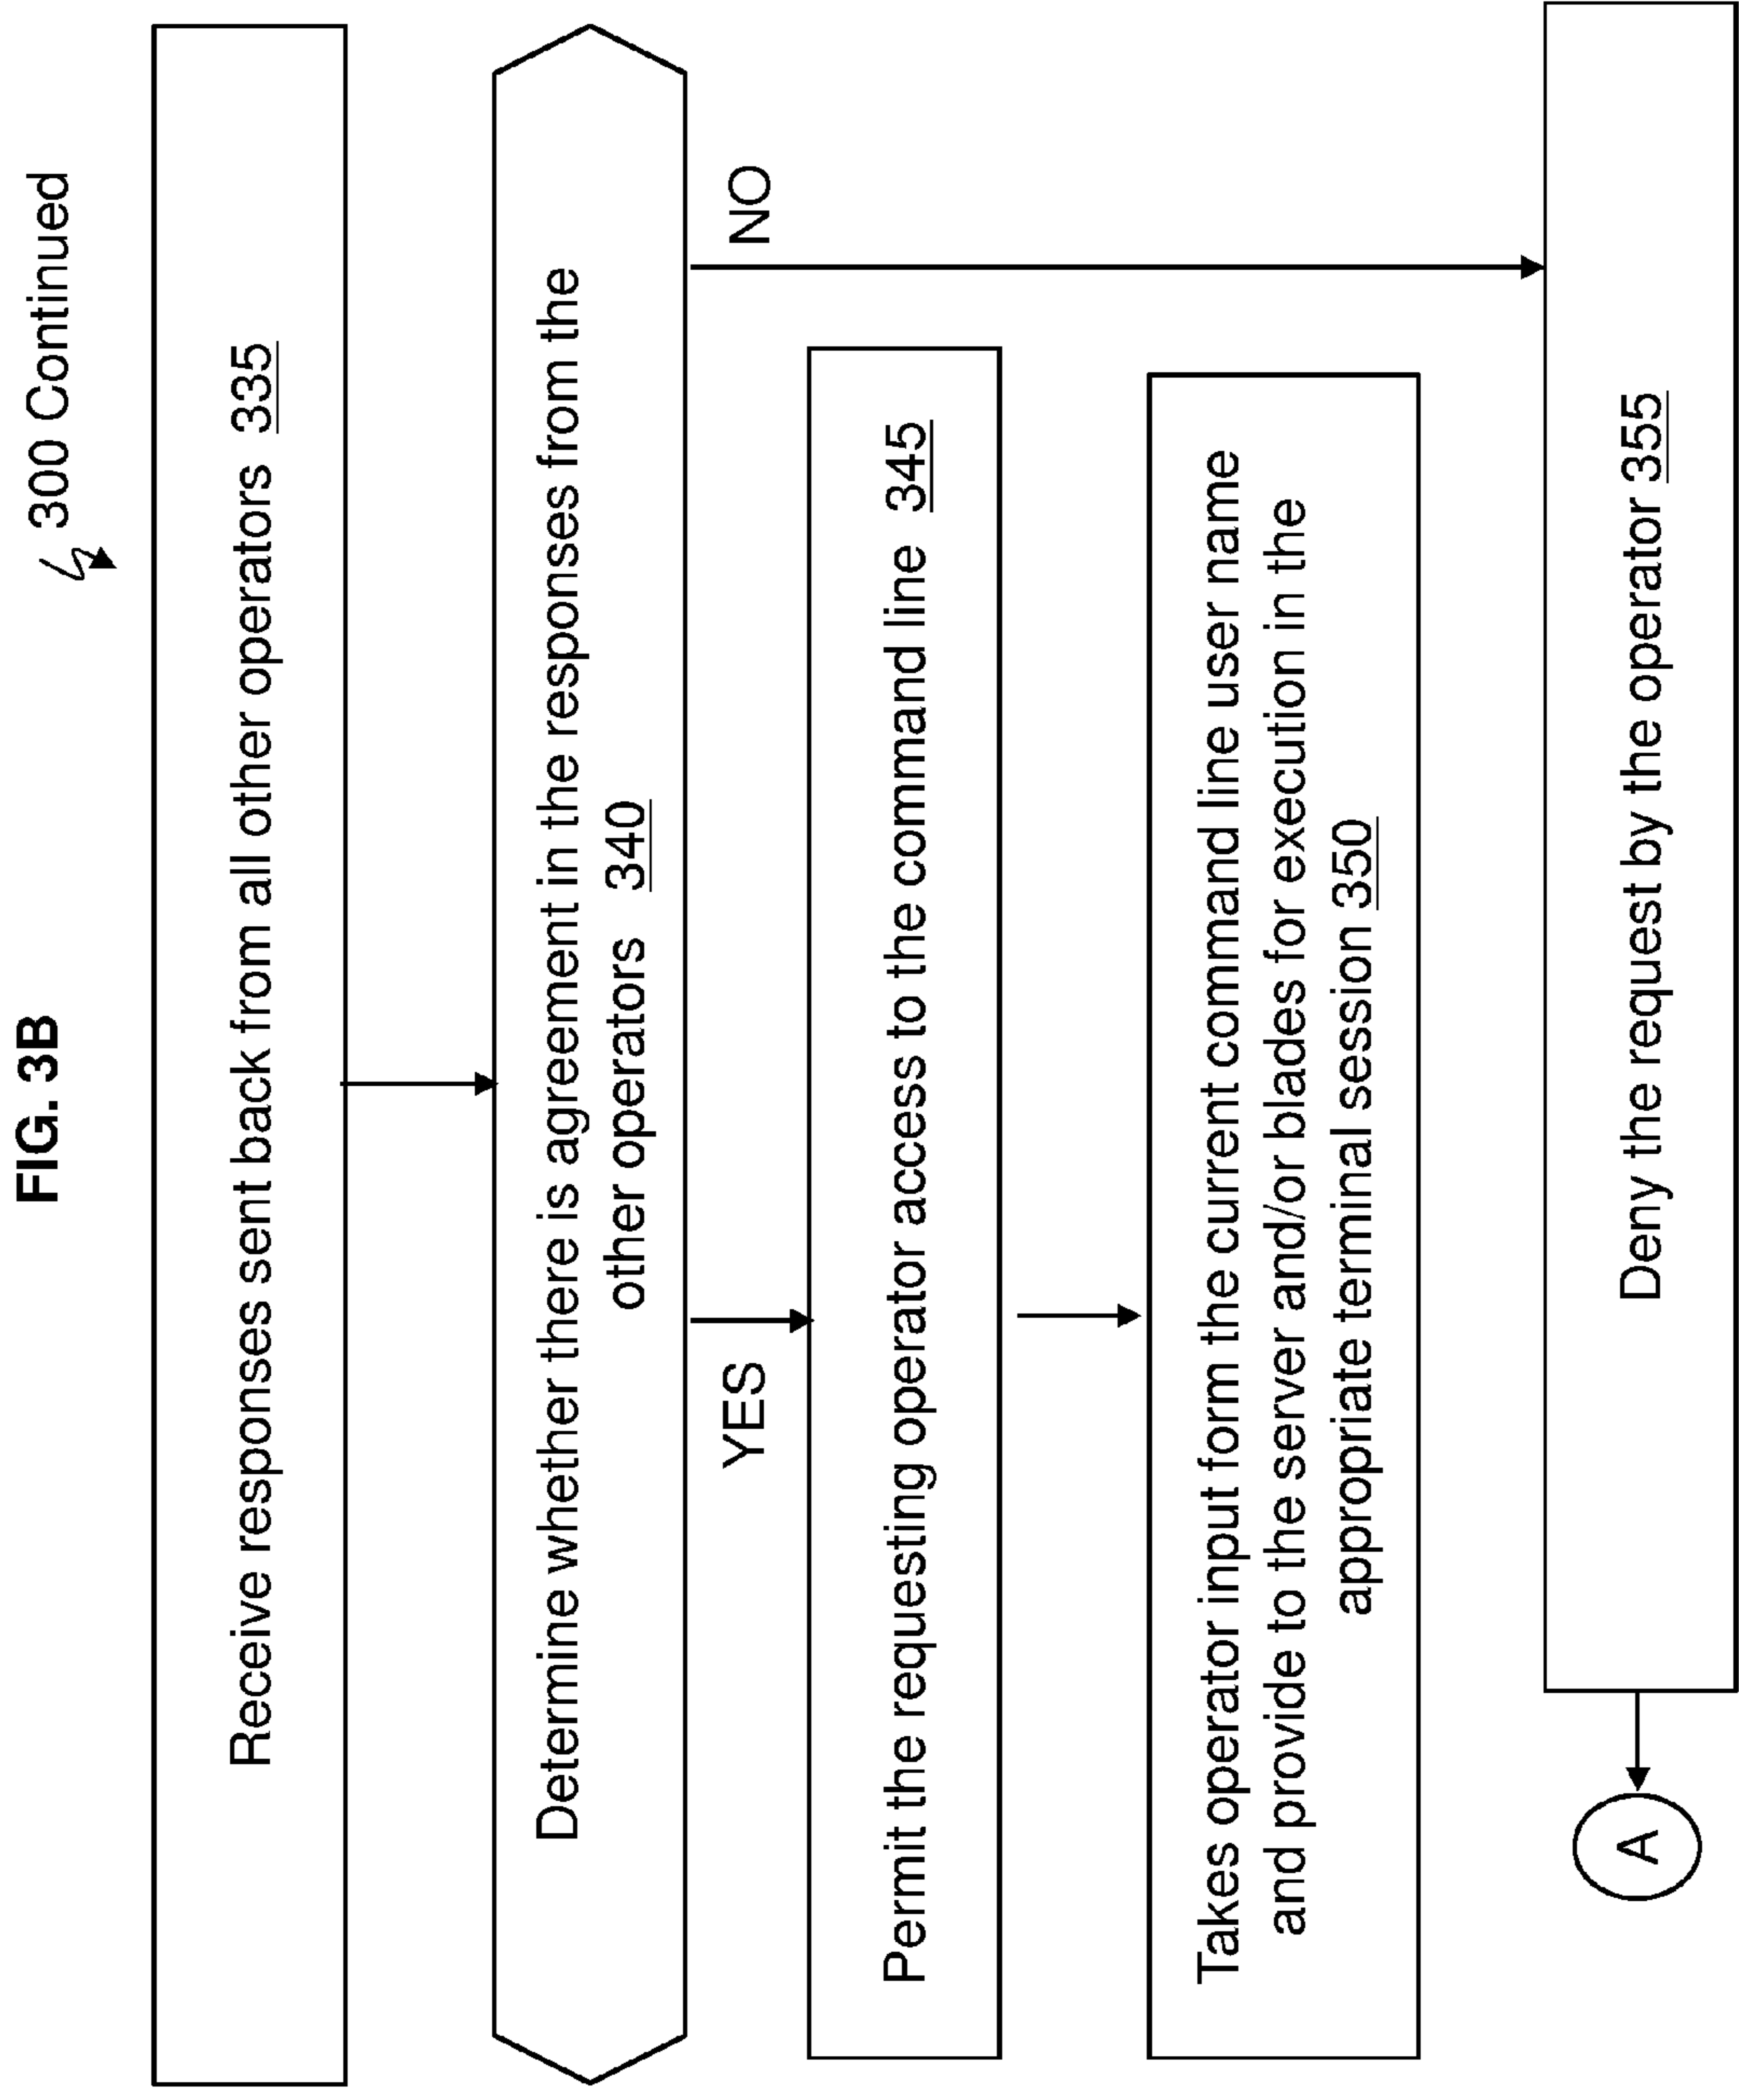 FIG. 3B
300 Continued
Receive responses sent back from all other operators 335
Determine whether there is agreement in the responses from the
other operators 340
YES
NO
Permit the requesting operator access to the command line 345
Takes operator input form the current command line user name
and provide to the server and/or blades for execution in the
appropriate terminal session 350
Deny the request by the operator 355
A